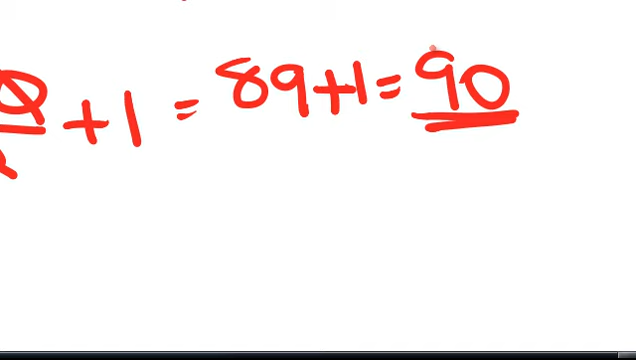 + 1 = 89 + 1 = 90